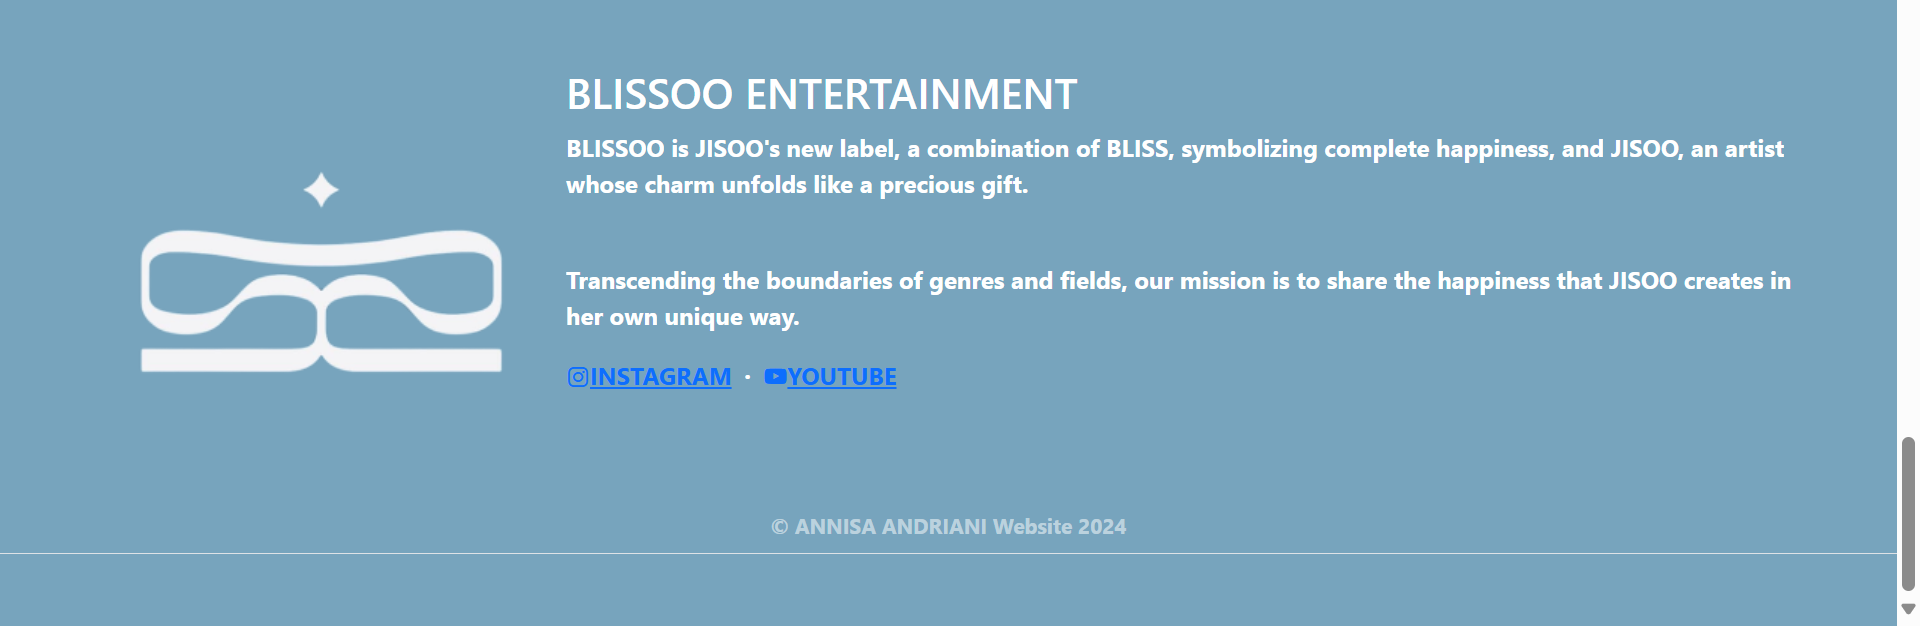 BLISSOO ENTERTAINMENT
BLISSOO is JISOO's new label, a combination of BLISS, symbolizing complete happiness, and JISOO, an artist
whose charm unfolds like a precious gift.
Transcending the boundaries of genres and fields, our mission is to share the happiness that JISOO creates in
her own unique way.
INSTAGRAM · YOUTUBE
© ANNISA ANDRIANI Website 2024